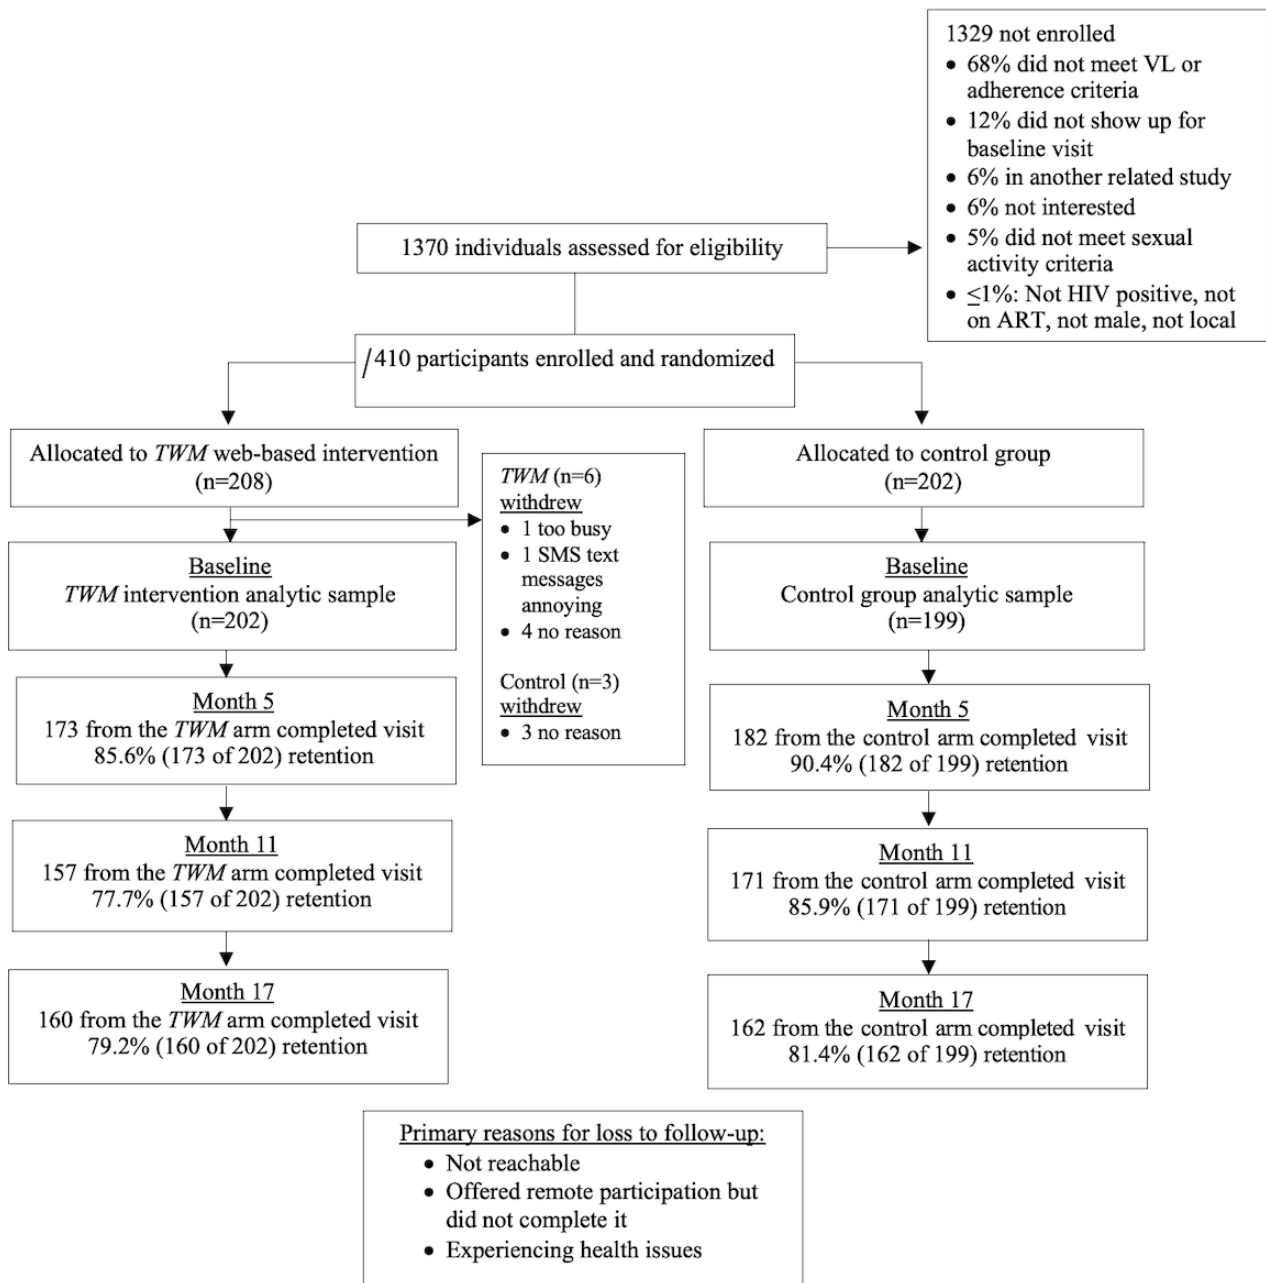 1329 not enrolled
• 68% did not meet VL or
adherence criteria
• 12% did not show up for
baseline visit
• 6% in another related study
• 6% not interested
• 5% did not meet sexual
activity criteria
• ≤1%: Not HIV positive, not
on ART, not male, not local
1370 individuals assessed for eligibility
/410 participants enrolled and randomized
Allocated to TWM web-based intervention
(n=208)
Allocated to control group
(n=202)
TWM (n=6)
withdrew
• 1 too busy
• 1 SMS text
messages
annoying
• 4 no reason
Control (n=3)
withdrew
• 3 no reason
Baseline
TWM intervention analytic sample
(n=202)
Baseline
Control group analytic sample
(n=199)
Month 5
173 from the TWM arm completed visit
85.6% (173 of 202) retention
Month 5
182 from the control arm completed visit
90.4% (182 of 199) retention
Month 11
157 from the TWM arm completed visit
77.7% (157 of 202) retention
Month 11
171 from the control arm completed visit
85.9% (171 of 199) retention
Month 17
160 from the TWM arm completed visit
79.2% (160 of 202) retention
Month 17
162 from the control arm completed visit
81.4% (162 of 199) retention
Primary reasons for loss to follow-up:
• Not reachable
• Offered remote participation but
did not complete it
• Experiencing health issues